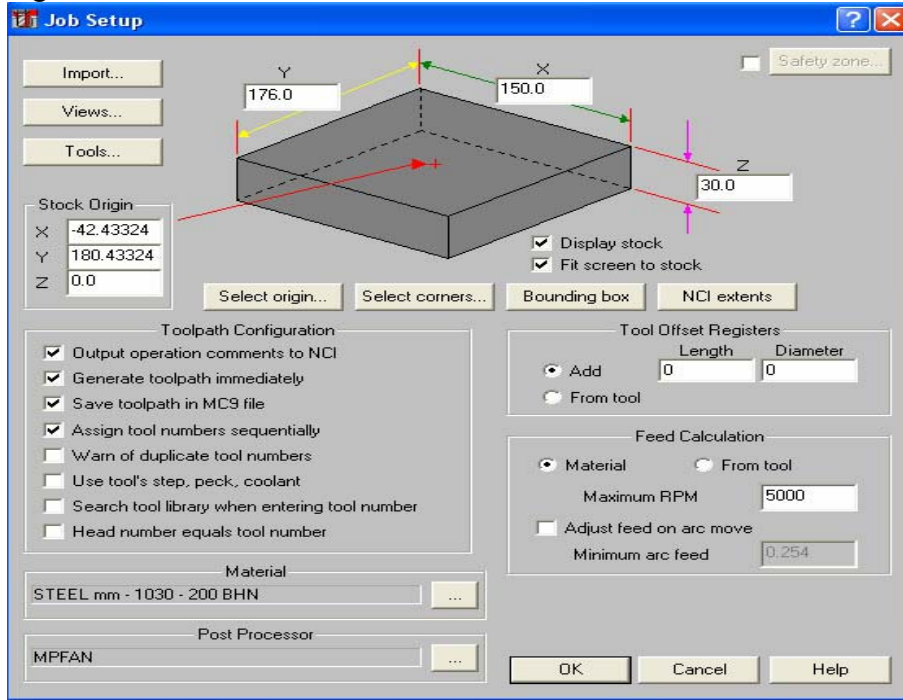 Job Setup
Import...
Views...
Tools...
Y
176.0
X
150.0
Safety zone...
Z
30.0
Stock Origin
X -42.43324
Y 180.43324
Z 0.0
Display stock
Fit screen to stock
Select origin...
Select corners...
Bounding box
NCI extents
Toolpath Configuration
Output operation comments to NCI
Generate toolpath immediately
Save toolpath in MC9 file
Assign tool numbers sequentially
Warn of duplicate tool numbers
Use tool's step, peck, coolant
Search tool library when entering tool number
Head number equals tool number
Tool Offset Registers
Length Diameter
Add 0 0
From tool
Feed Calculation
Material From tool
Maximum RPM 5000
Adjust feed on arc move
Minimum arc feed 0.254
Material
STEEL mm - 1030 - 200 BHN ...
Post Processor
MPFAN ...
OK Cancel Help